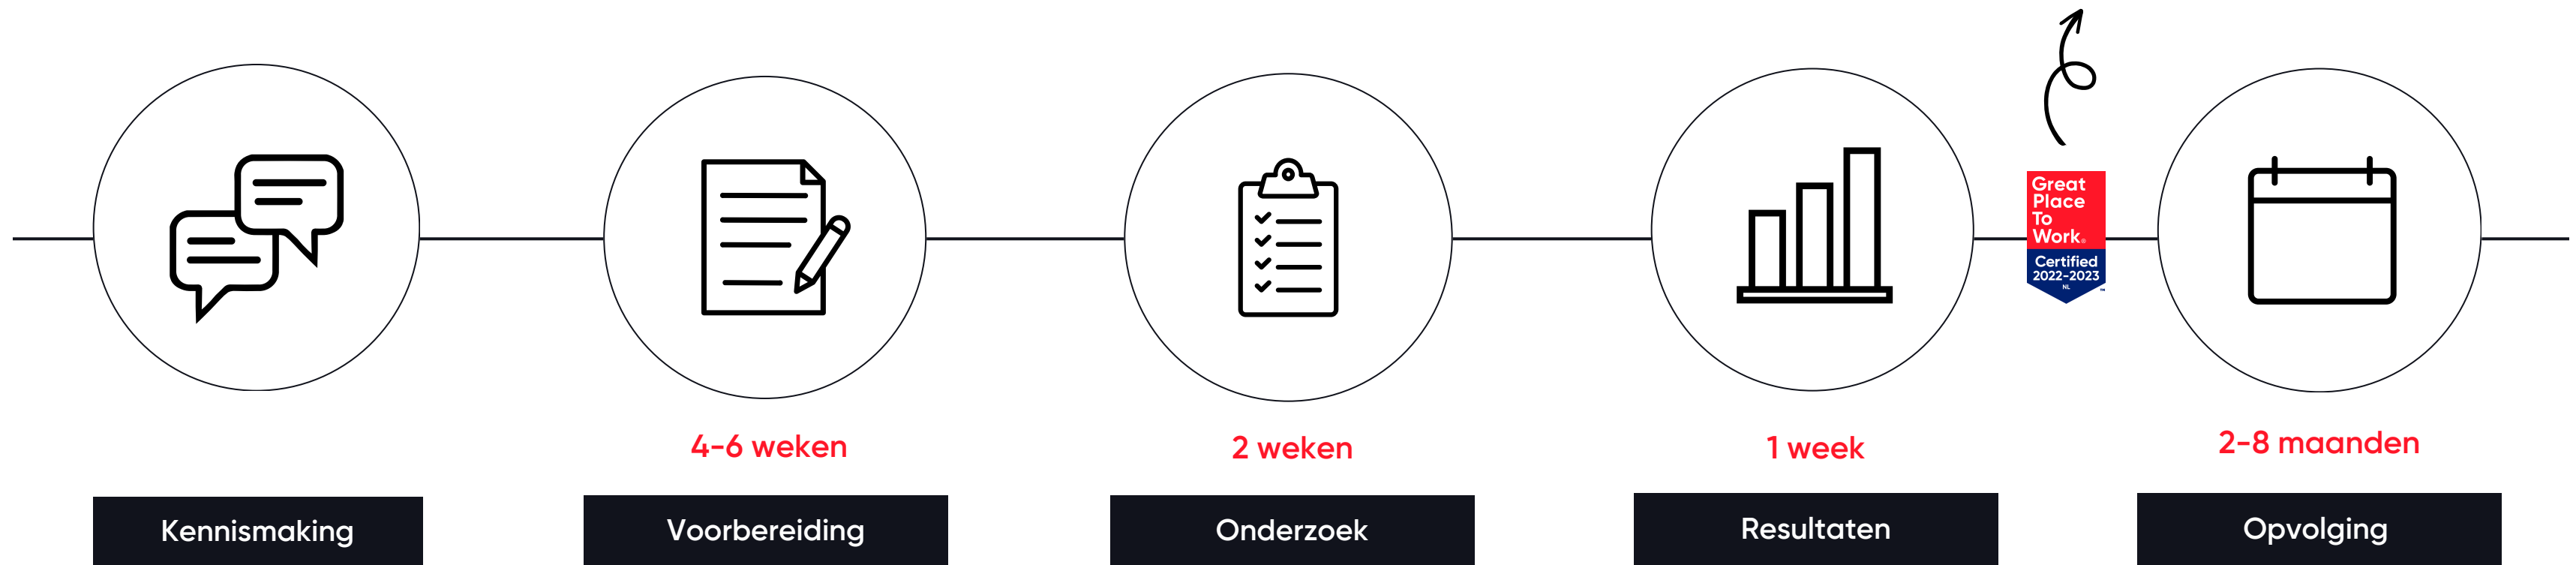 Great
Place
To
Work®
Certified
2022-2023
NL
™
4-6 weken
2 weken
1 week
2-8 maanden
Kennismaking
Voorbereiding
Onderzoek
Resultaten
Opvolging